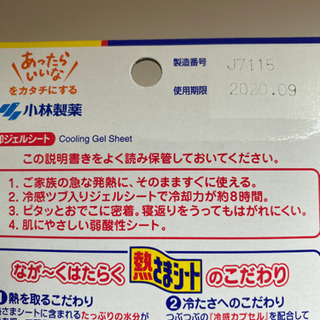 あったら
いいな
をカタチにする
小林製薬
製造番号 J7115
使用期限 2020.09
却ジェルシート Cooling Gel Sheet
この説明書きをよく読み保管しておいてください。
1. ご家族の急な発熱に、そのまますぐに使える。
2. 冷感ツブ入りジェルシートで冷却力が約8時間。
3. ピタッとおでこに密着。寝返りをうってもはがれにくい。
4. 肌にやさしい弱酸性シート。
なが〜くはたらく 熱さまシート のこだわり
1 熱を取るこだわり
さまシートに含まれるたっぷりの水分が
2 冷たさへのこだわり
つぶつぶの「冷感カプセル」を配合して